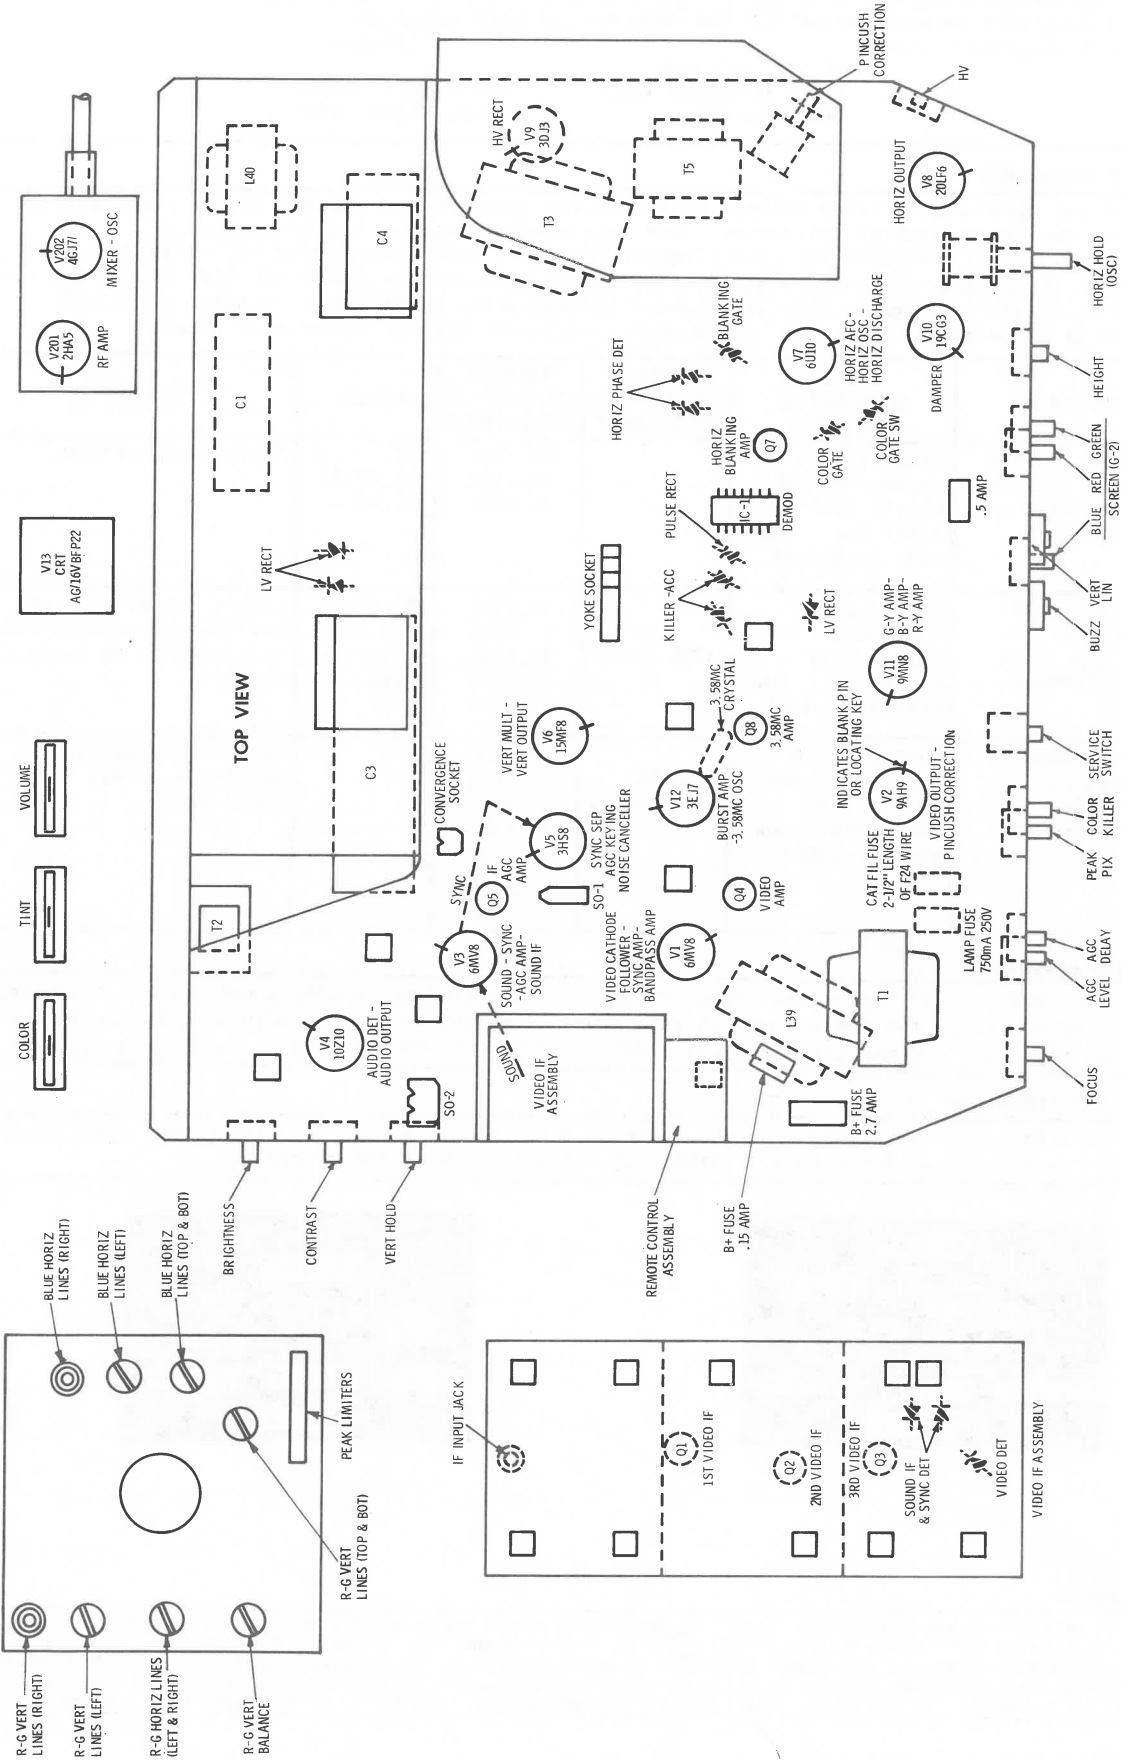 R-G VERT
LINES (RIGHT)
R-G VERT
LINES (LEFT)
R-G HORIZ LINES
(LEFT & RIGHT)
R-G VERT
BALANCE
R-G VERT
LINES (TOP & BOT)
PEAK LIMITERS
BLUE HORIZ
LINES (RIGHT)
BLUE HORIZ
LINES (LEFT)
BLUE HORIZ
LINES (TOP & BOT)
COLOR
TINT
VOLUME
V13
CRT
AG/16VBFP22
V201
2HA5
RF AMP
V202
4GJ7/
MIXER - OSC
BRIGHTNESS
CONTRAST
VERT HOLD
REMOTE CONTROL
ASSEMBLY
B+ FUSE
.15 AMP
TOP VIEW
T2
C3
LV RECT
C1
L40
C4
V4
10Z10
AUDIO DET -
AUDIO OUTPUT
SO-2
SOUND
VIDEO IF
ASSEMBLY
V3
6MV8
SOUND - SYNC
-AGC AMP-
SOUND IF
SYNC
Q5
IF
AGC
AMP
CONVERGENCE
SOCKET
V5
3HS8
SYNC SEP
AGC KEYING
NOISE CANCELLER
SO-1
VERT MULT -
VERT OUTPUT
V6
15MF8
YOKE SOCKET
HORIZ PHASE DET
HV RECT
V9
3DJ3
T3
T5
PINCUSH
CORRECTION
HV
VIDEO CATHODE
FOLLOWER -
SYNC AMP-
BANDPASS AMP
V1
6MV8
Q4
VIDEO
AMP
V12
3EJ7
BURST AMP
-3.58MC OSC
3.58MC
CRYSTAL
Q8
3.58MC
AMP
KILLER -ACC
PULSE RECT
LV RECT
IC-1
DEMOD
HORIZ
BLANKING
AMP
Q7
BLANKING
GATE
COLOR
GATE
COLOR
GATE SW
V7
6U10
HORIZ AFC-
HORIZ OSC -
HORIZ DISCHARGE
HORIZ OUTPUT
V8
20LF6
DAMPER
V10
19CG3
L39
T1
B+ FUSE
2.7 AMP
LAMP FUSE
750mA 250V
CAT FIL FUSE
2-1/2" LENGTH
OF F24 WIRE
INDICATES BLANK PIN
OR LOCATING KEY
V2
9AH9
VIDEO OUTPUT -
PINCUSH CORRECTION
V11
9MN8
G-Y AMP-
B-Y AMP-
R-Y AMP
.5 AMP
FOCUS
AGC
LEVEL
AGC
DELAY
PEAK
PIX
COLOR
KILLER
SERVICE
SWITCH
BUZZ
VERT
LIN
BLUE RED GREEN
SCREEN (G-2)
HEIGHT
HORIZ HOLD
(OSC)
IF INPUT JACK
Q1
1ST VIDEO IF
Q2
2ND VIDEO IF
3RD VIDEO IF
Q3
SOUND IF
& SYNC DET
VIDEO DET
VIDEO IF ASSEMBLY